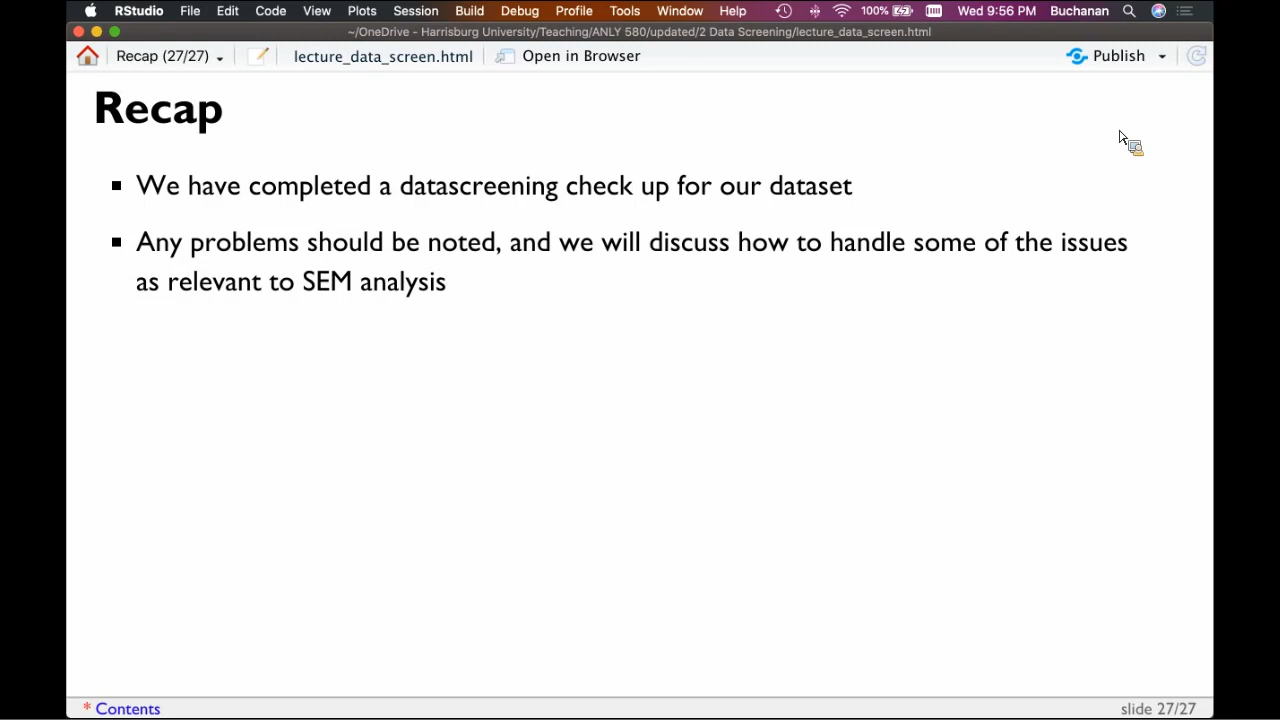 RStudio File Edit Code View Plots Session Build Debug Profile Tools Window Help 100% Wed 9:56 PM Buchanan
~/OneDrive - Harrisburg University/Teaching/ANLY 580/updated/2 Data Screening/lecture_data_screen.html
Recap (27/27) lecture_data_screen.html Open in Browser Publish
Recap
We have completed a datascreening check up for our dataset
Any problems should be noted, and we will discuss how to handle some of the issues
as relevant to SEM analysis
* Contents slide 27/27